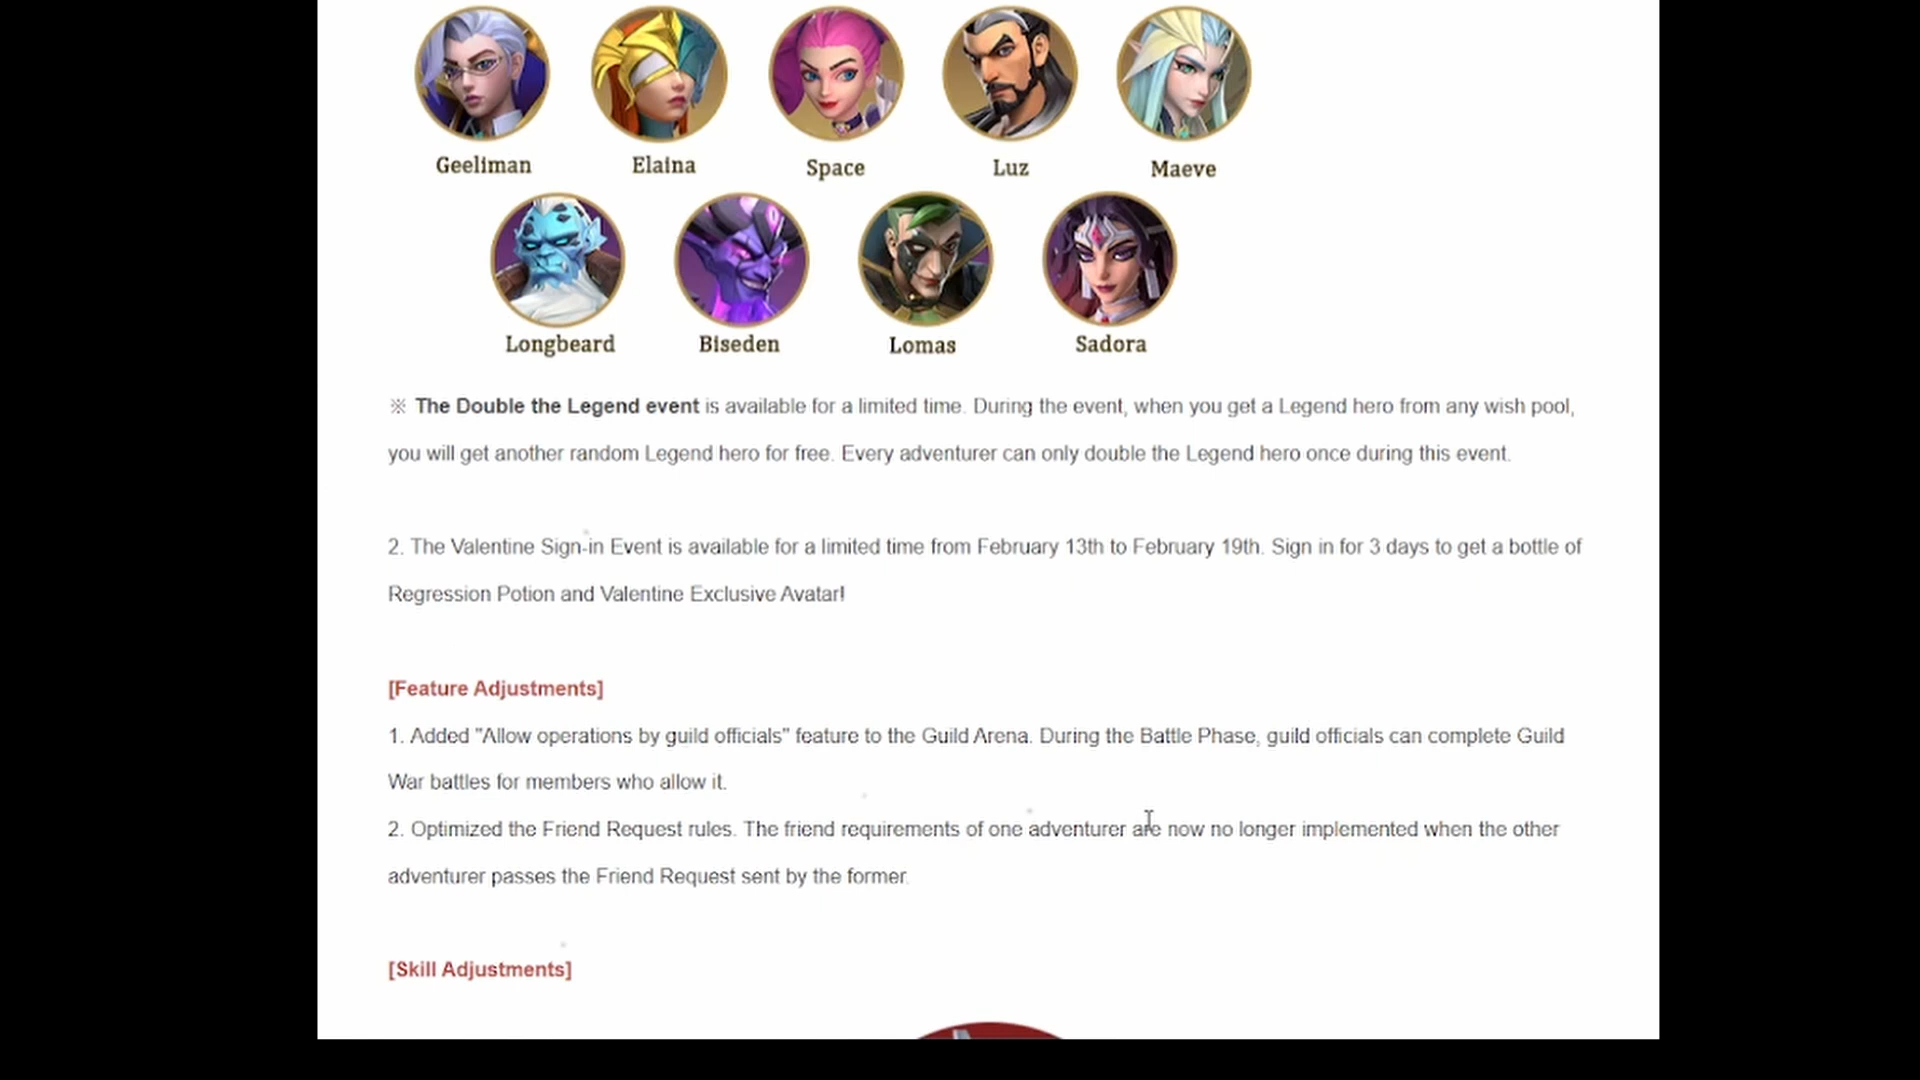 Geeliman Elaina Space Luz Maeve
Longbeard Biseden Lomas Sadora
※ The Double the Legend event is available for a limited time. During the event, when you get a Legend hero from any wish pool,
you will get another random Legend hero for free. Every adventurer can only double the Legend hero once during this event.
2. The Valentine Sign-in Event is available for a limited time from February 13th to February 19th. Sign in for 3 days to get a bottle of
Regression Potion and Valentine Exclusive Avatar!
[Feature Adjustments]
1. Added "Allow operations by guild officials" feature to the Guild Arena. During the Battle Phase, guild officials can complete Guild
War battles for members who allow it.
2. Optimized the Friend Request rules. The friend requirements of one adventurer are now no longer implemented when the other
adventurer passes the Friend Request sent by the former.
[Skill Adjustments]